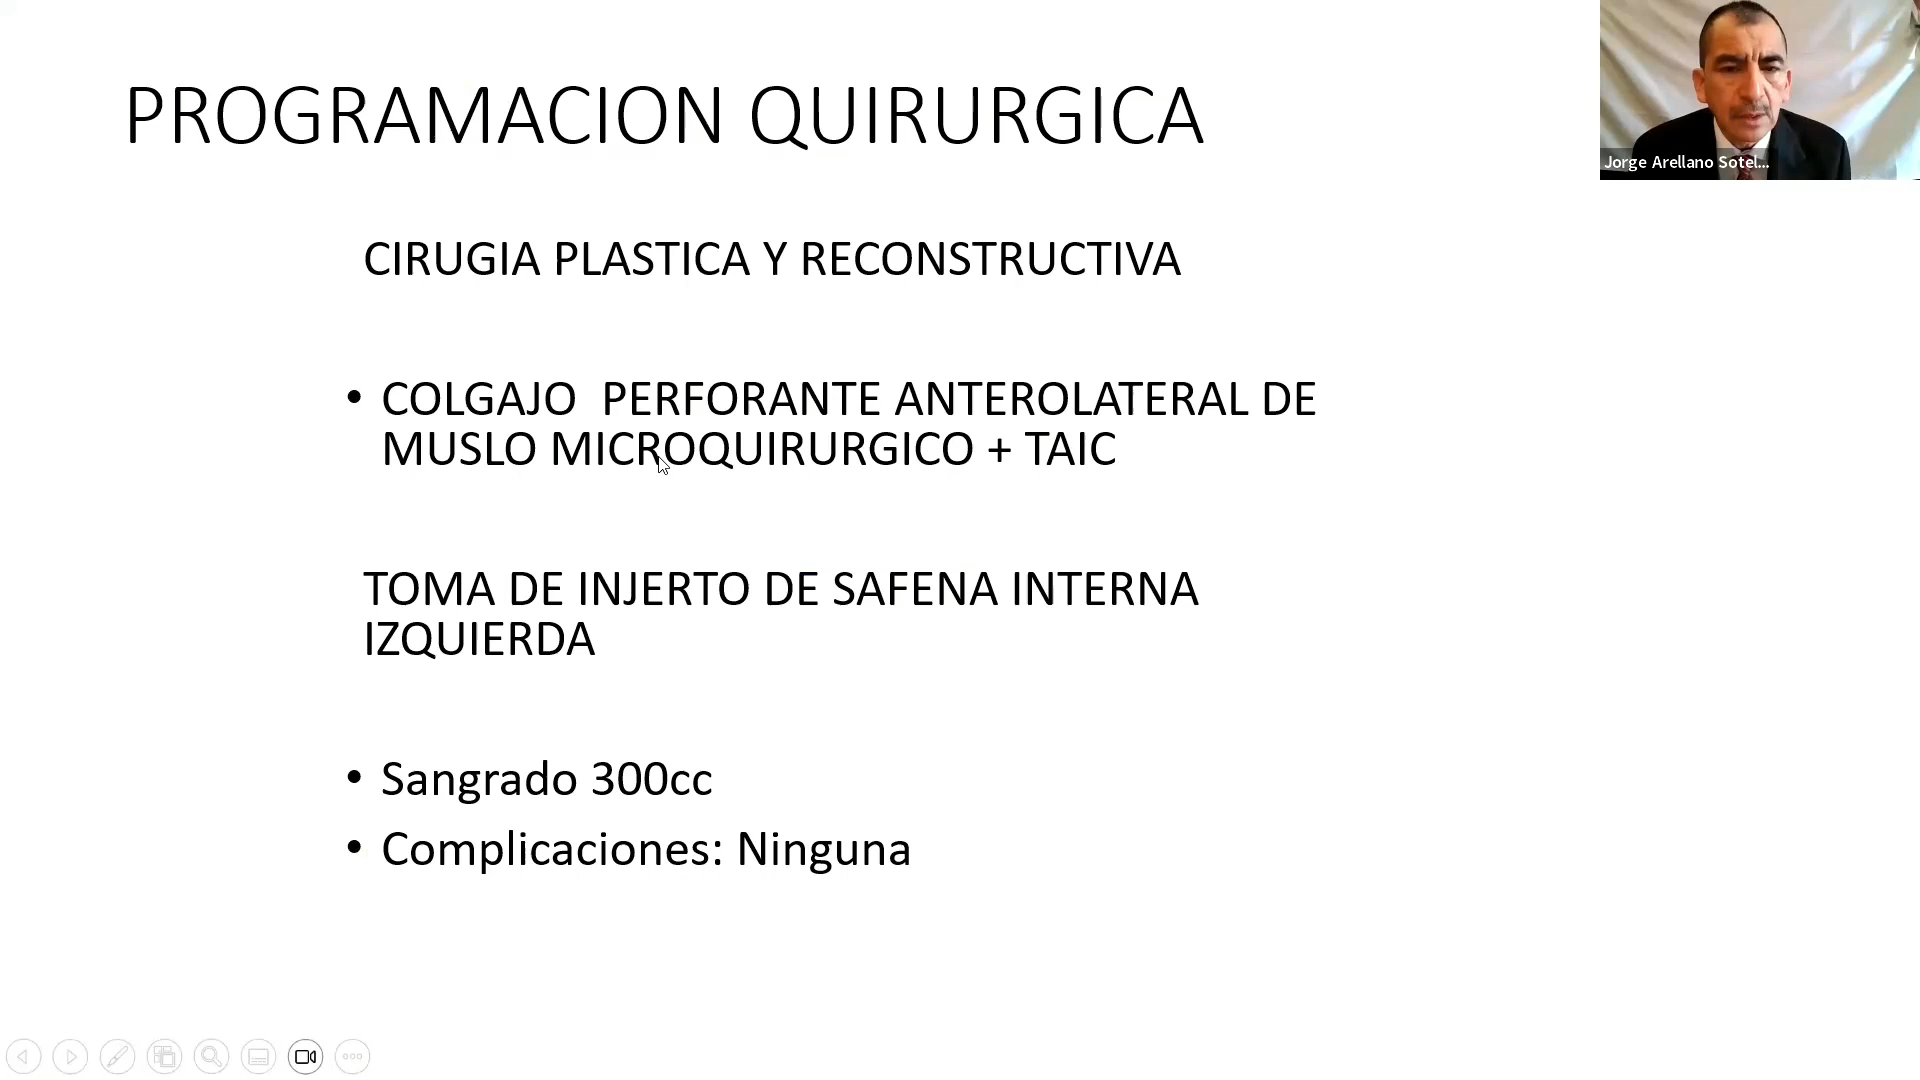 PROGRAMACION QUIRURGICA
Jorge Arellano Sotel...
CIRUGIA PLASTICA Y RECONSTRUCTIVA
• COLGAJO PERFORANTE ANTEROLATERAL DE
MUSLO MICROQUIRURGICO + TAIC
TOMA DE INJERTO DE SAFENA INTERNA
IZQUIERDA
• Sangrado 300cc
• Complicaciones: Ninguna